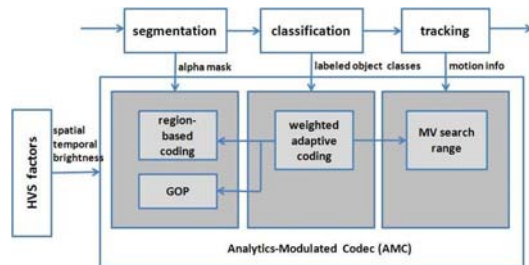 segmentation
classification
tracking
alpha mask
labeled object classes
motion info
HVS factors
spatial
temporal
brightness
region-
based
coding
GOP
weighted
adaptive
coding
MV search
range
Analytics-Modulated Codec (AMC)